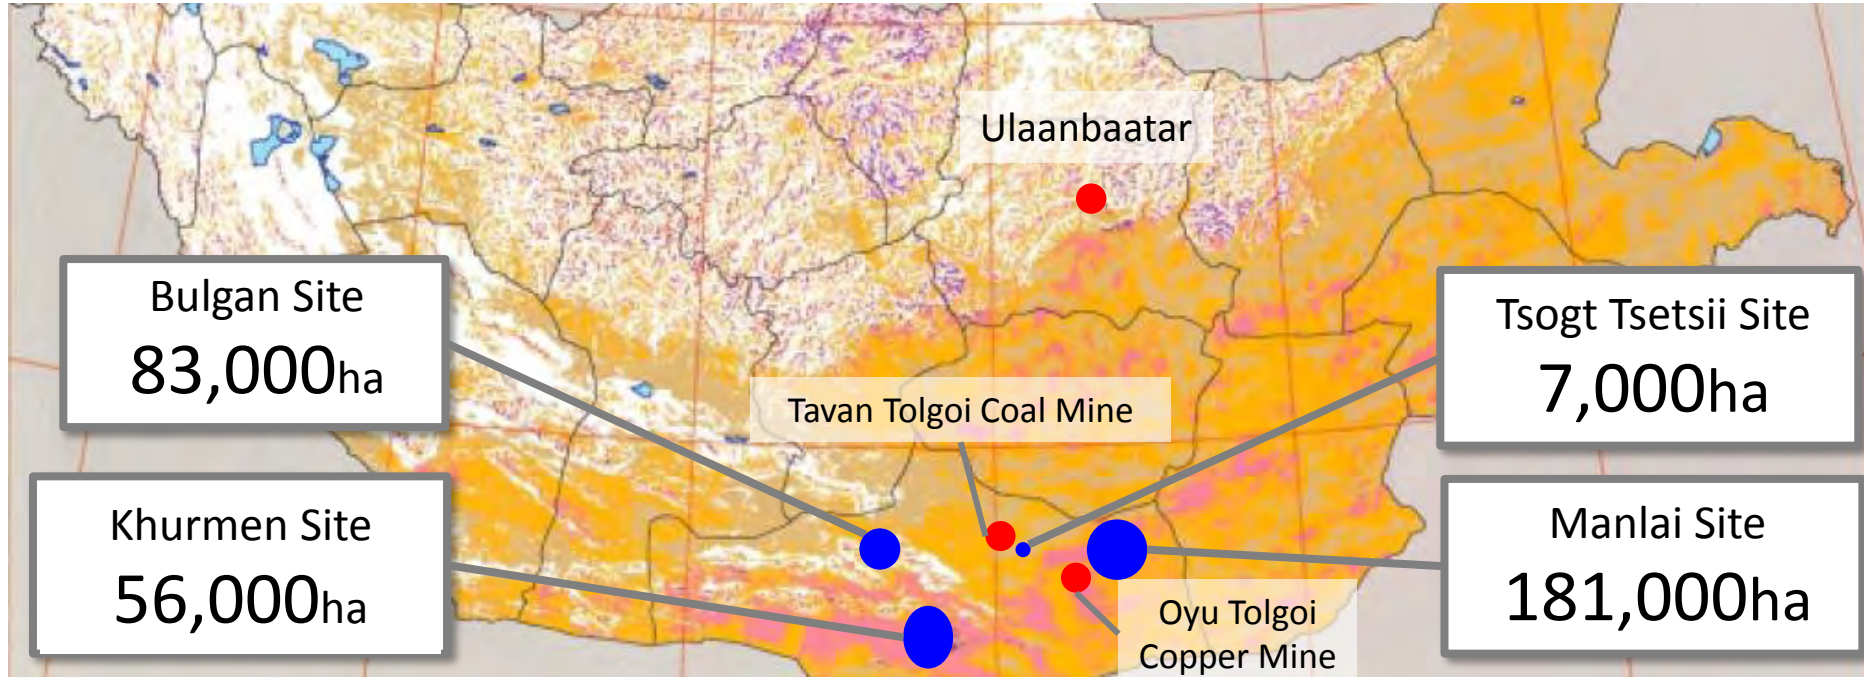 Ulaanbaatar
Bulgan Site
83,000ha
Tsogt Tsetsii Site
7,000ha
Tavan Tolgoi Coal Mine
Khurmen Site
56,000ha
Manlai Site
181,000ha
Oyu Tolgoi
Copper Mine